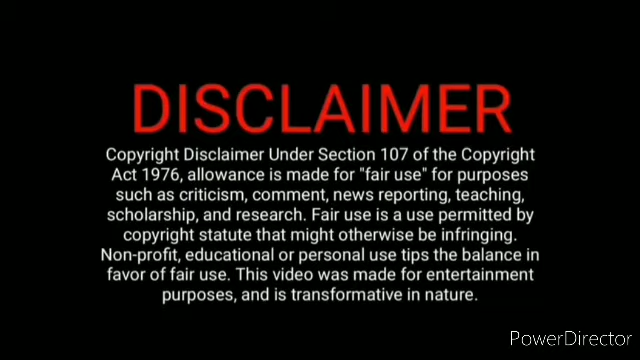 DISCLAIMER
Copyright Disclaimer Under Section 107 of the Copyright
Act 1976, allowance is made for "fair use" for purposes
such as criticism, comment, news reporting, teaching,
scholarship, and research. Fair use is a use permitted by
copyright statute that might otherwise be infringing.
Non-profit, educational or personal use tips the balance in
favor of fair use. This video was made for entertainment
purposes, and is transformative in nature.
PowerDirector